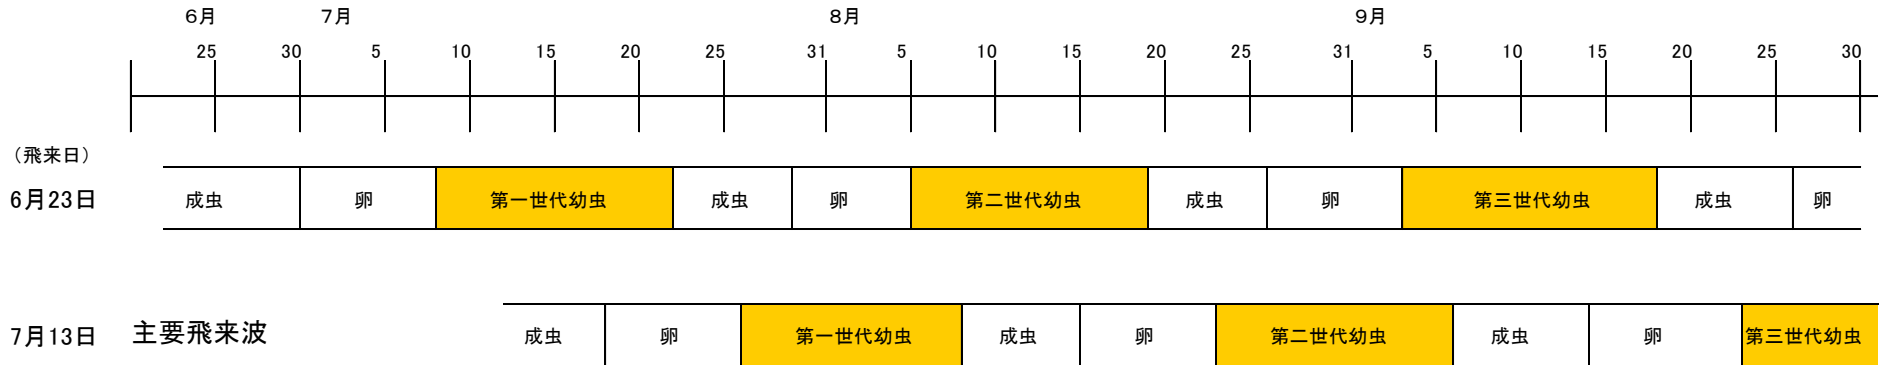 6月 7月 8月 9月
25 30 5 10 15 20 25 31 5 10 15 20 25 31 5 10 15 20 25 30
（飛来日）
6月23日 成虫 卵 第一世代幼虫 成虫 卵 第二世代幼虫 成虫 卵 第三世代幼虫 成虫 卵
7月13日 主要飛来波 成虫 卵 第一世代幼虫 成虫 卵 第二世代幼虫 成虫 卵 第三世代幼虫